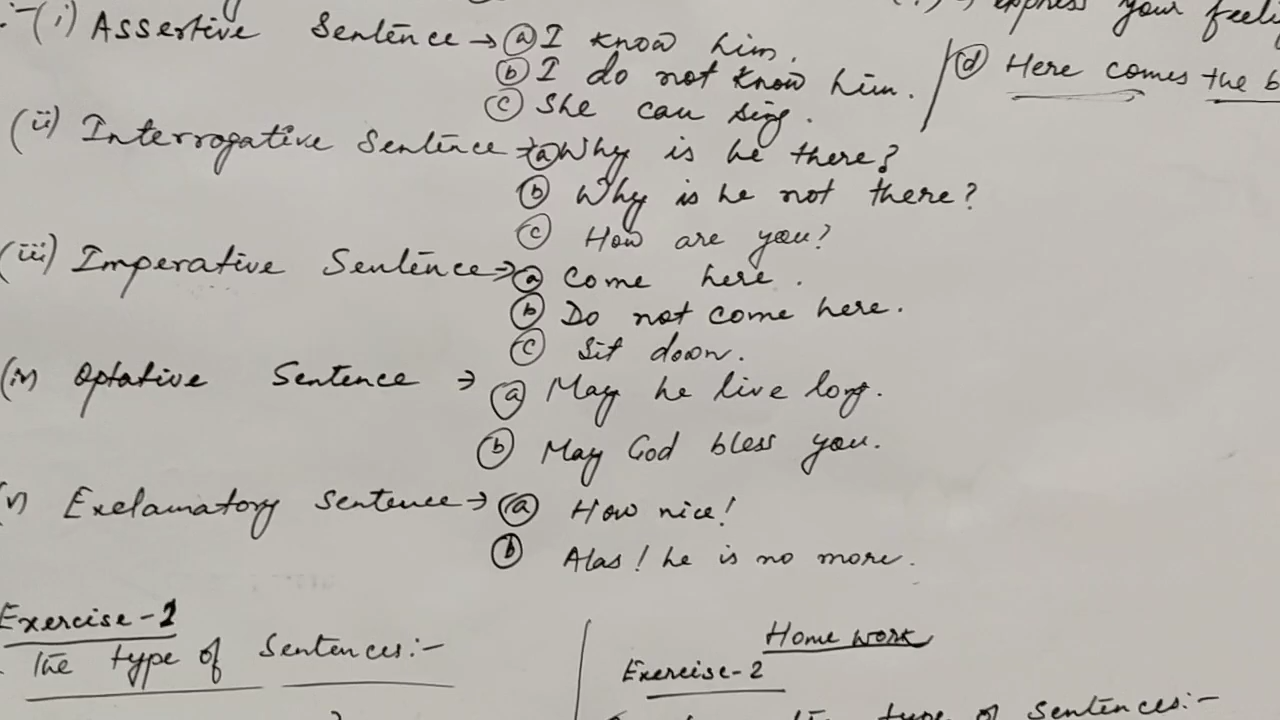 :- (i) Assertive Sentence → (a) I know him.
(b) I do not know him.
(c) She can sing.
express your
(d) Here comes the
(ii) Interrogative Sentence → (a) Why is he there?
(b) Why is he not there?
(c) How are you?
(iii) Imperative Sentence → (a) Come here.
(b) Do not come here.
(c) Sit down.
(iv) Optative Sentence → (a) May he live long.
(b) May God bless you.
(v) Exclamatory Sentence → (a) How nice!
(b) Alas! he is no more.
Exercise-1
The type of Sentences:-
Home work
Exercise-2
type of Sentences:-